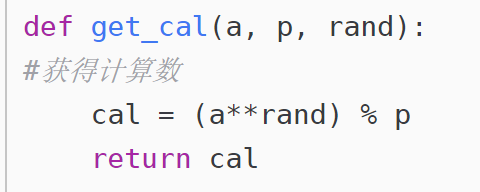 def get_cal(a, p, rand):
#获得计算数
    cal = (a**rand) % p
    return cal